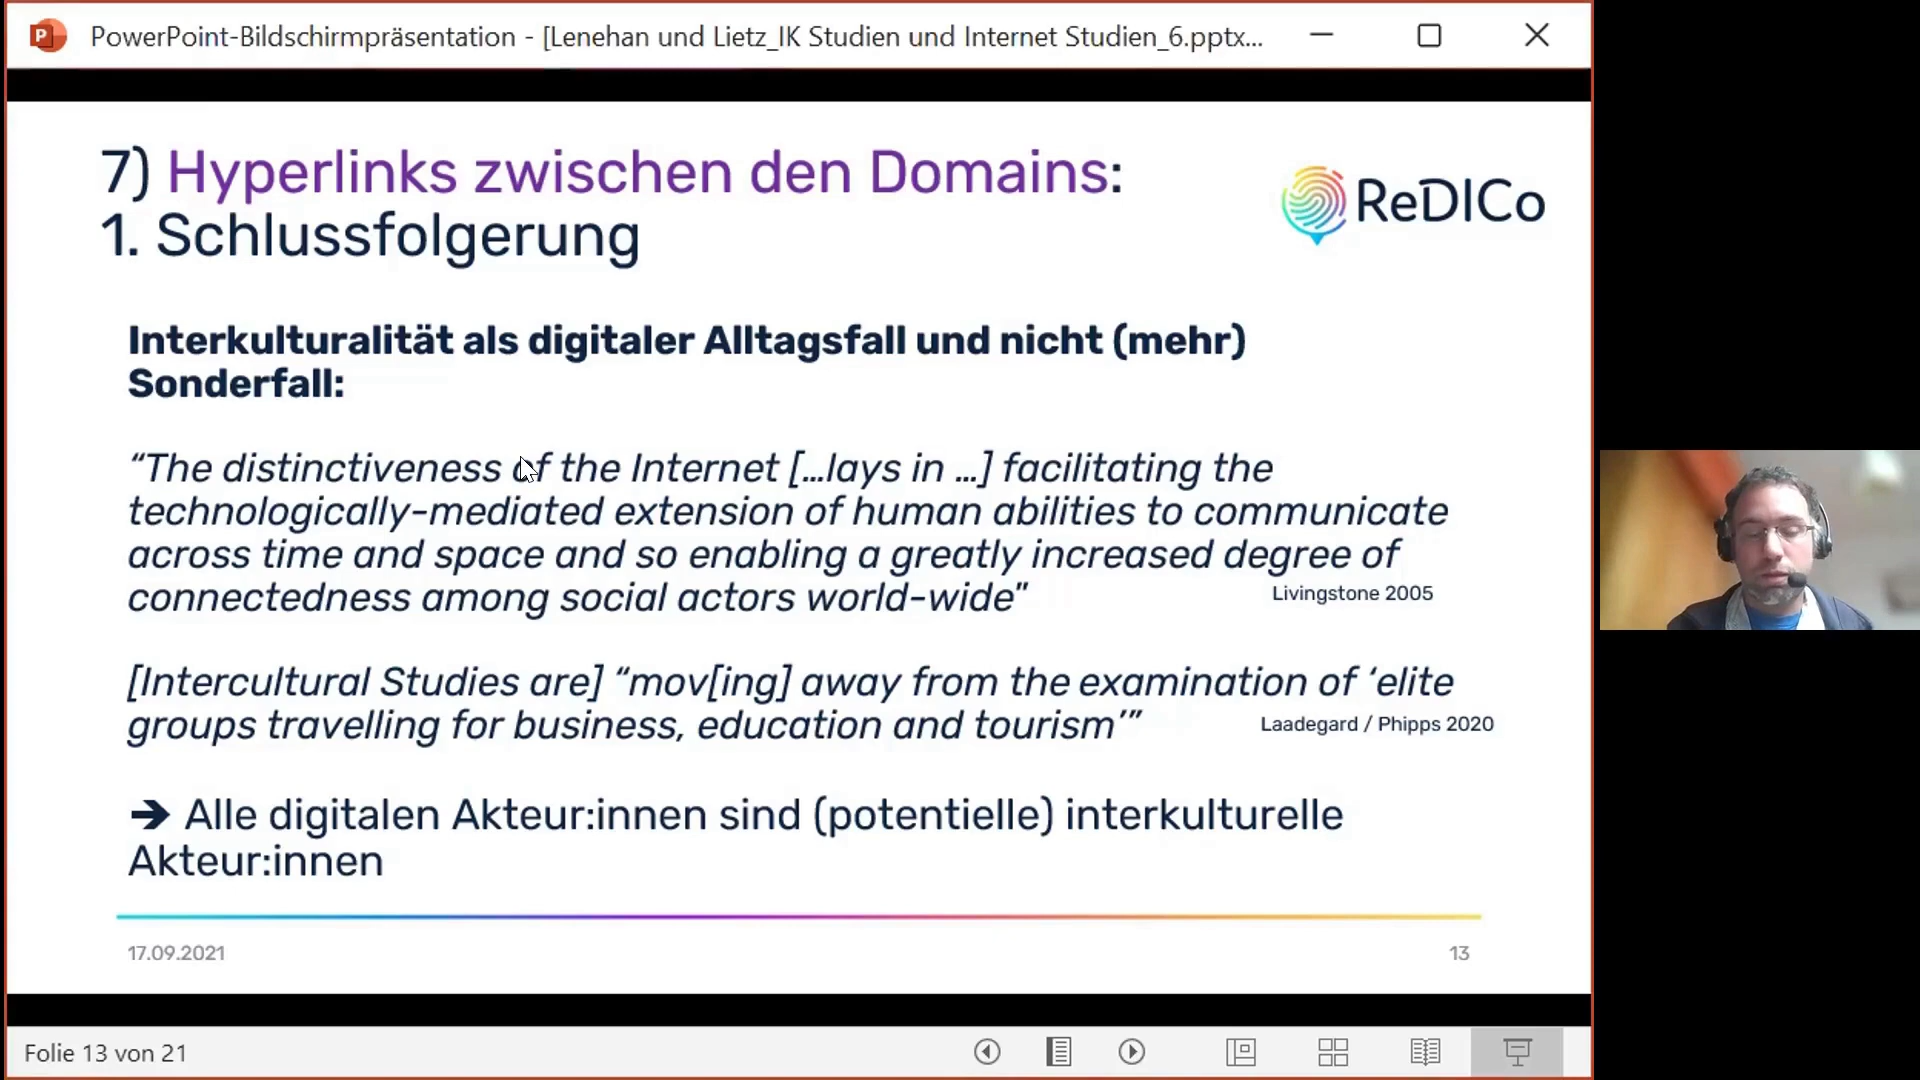 PowerPoint-Bildschirmpräsentation - [Lenehan und Lietz_IK Studien und Internet Studien_6.pptx...
7) Hyperlinks zwischen den Domains:
1. Schlussfolgerung
ReDICo
Interkulturalität als digitaler Alltagsfall und nicht (mehr)
Sonderfall:
“The distinctiveness of the Internet […lays in …] facilitating the
technologically-mediated extension of human abilities to communicate
across time and space and so enabling a greatly increased degree of
connectedness among social actors world-wide"
Livingstone 2005
[Intercultural Studies are] “mov[ing] away from the examination of ‘elite
groups travelling for business, education and tourism’”
Laadegard / Phipps 2020
➔ Alle digitalen Akteur:innen sind (potentielle) interkulturelle
Akteur:innen
17.09.2021
13
Folie 13 von 21